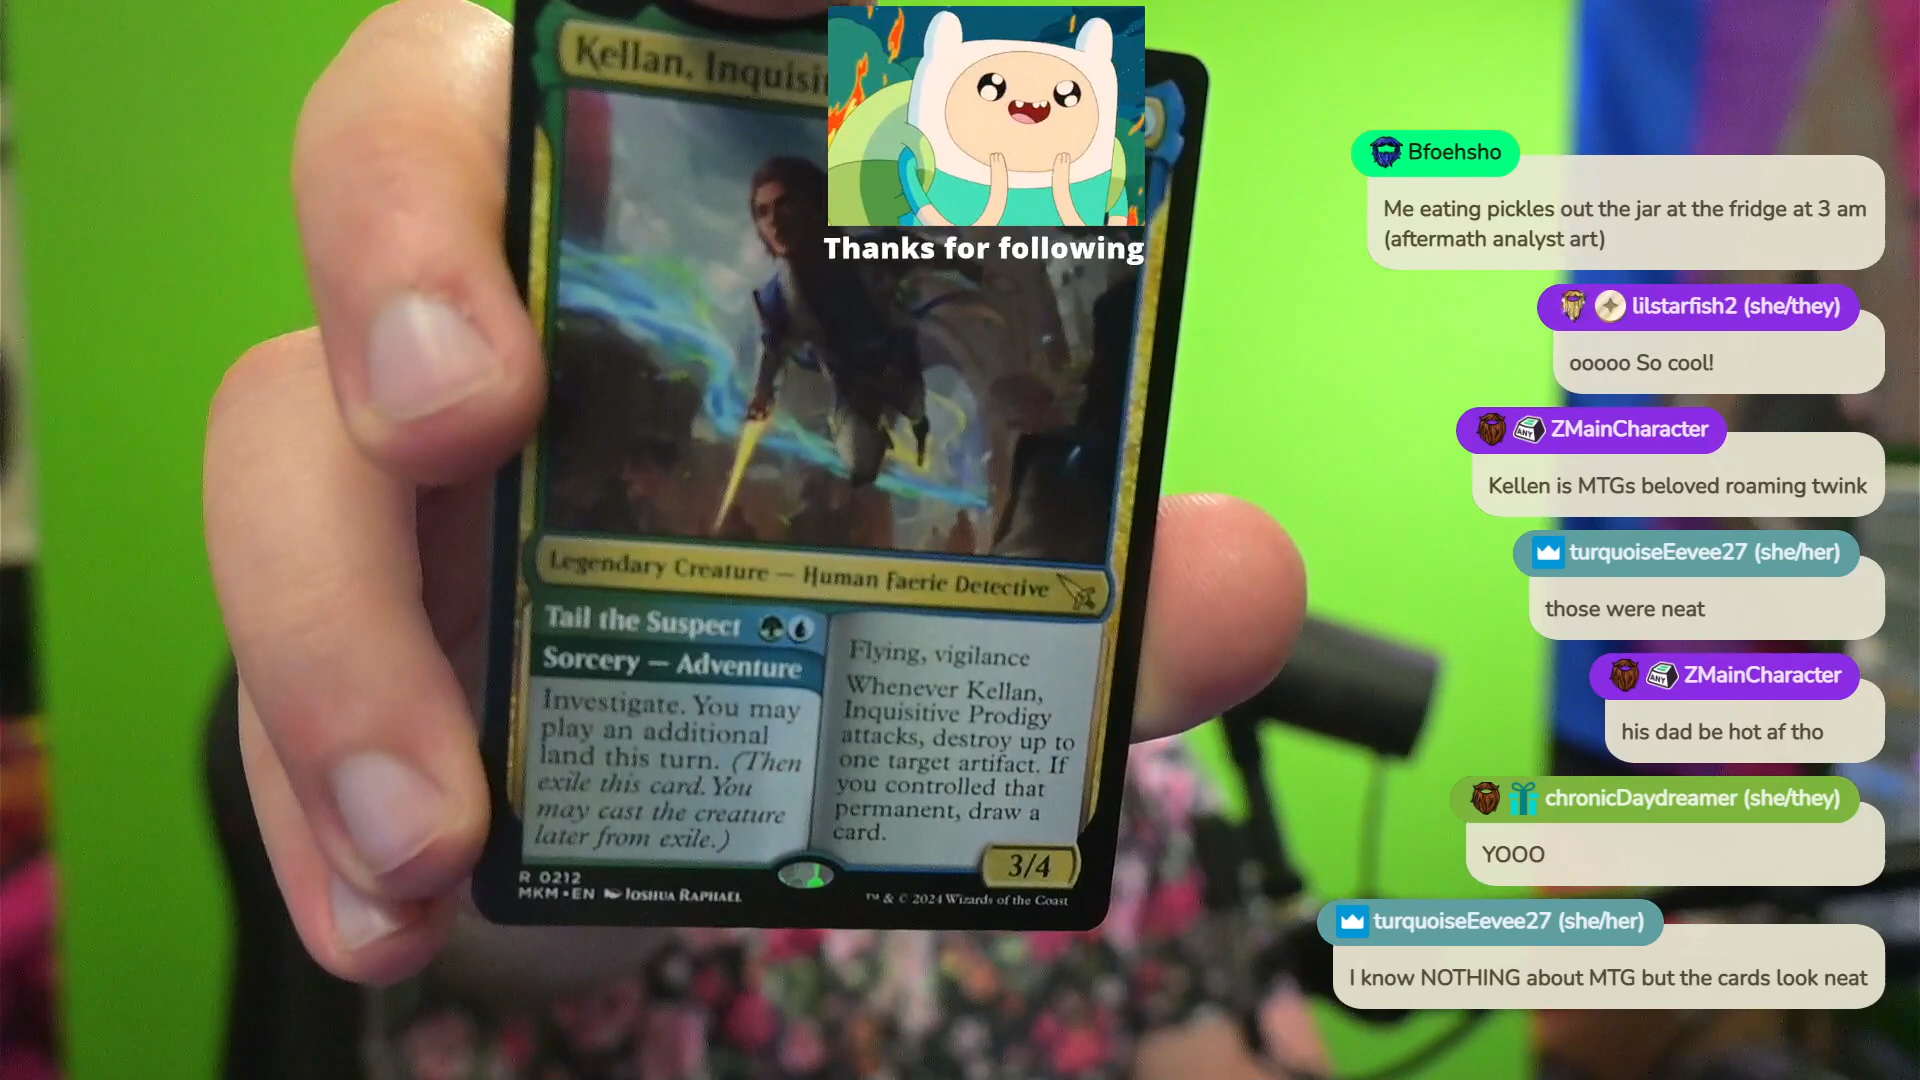 Kellan,
Thanks for following
Legendary Creature — Human Faerie Detective
Tail the Suspect
Sorcery — Adventure
Investigate. You may
play an additional
land this turn. (Then
exile this card. You
may cast the creature
later from exile.)
Flying, vigilance
Whenever Kellan,
Inquisitive Prodigy
attacks, destroy up to
one target artifact. If
you controlled that
permanent, draw a
card.
3/4
R 0212
MKM • EN Joshua Raphael
™ & © 2024 Wizards of the Coast
Bfoehsho
Me eating pickles out the jar at the fridge at 3 am
(aftermath analyst art)
lilstarfish2 (she/they)
ooooo So cool!
ANY ZMainCharacter
Kellen is MTGs beloved roaming twink
turquoiseEevee27 (she/her)
those were neat
ANY ZMainCharacter
his dad be hot af tho
chronicDaydreamer (she/they)
YOOO
turquoiseEevee27 (she/her)
I know NOTHING about MTG but the cards look neat